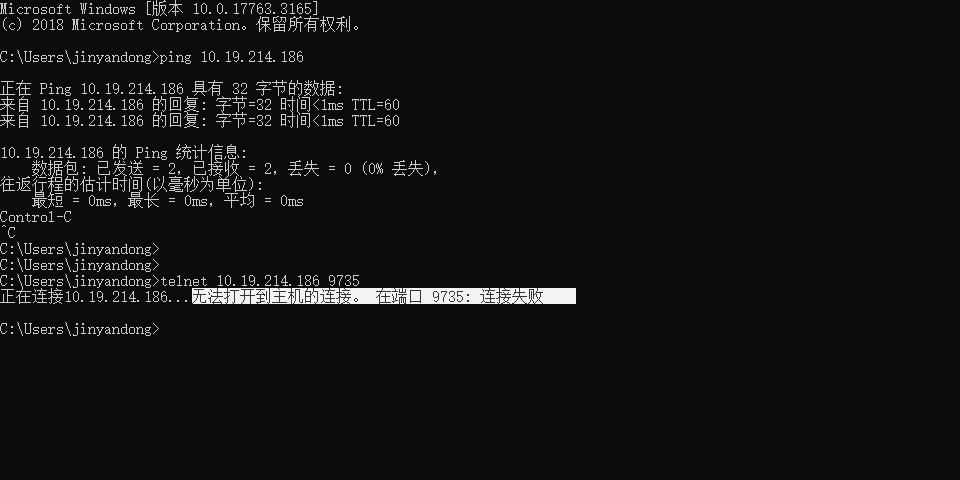 Microsoft Windows [版本 10.0.17763.3165]
(c) 2018 Microsoft Corporation。保留所有权利。
C:\Users\jinyandong>ping 10.19.214.186
正在 Ping 10.19.214.186 具有 32 字节的数据:
来自 10.19.214.186 的回复: 字节=32 时间<1ms TTL=60
来自 10.19.214.186 的回复: 字节=32 时间<1ms TTL=60
10.19.214.186 的 Ping 统计信息:
数据包: 已发送 = 2，已接收 = 2，丢失 = 0 (0% 丢失)，
往返行程的估计时间(以毫秒为单位):
最短 = 0ms，最长 = 0ms，平均 = 0ms
Control-C
^C
C:\Users\jinyandong>
C:\Users\jinyandong>
C:\Users\jinyandong>telnet 10.19.214.186 9735
正在连接10.19.214.186...无法打开到主机的连接。 在端口 9735: 连接失败
C:\Users\jinyandong>